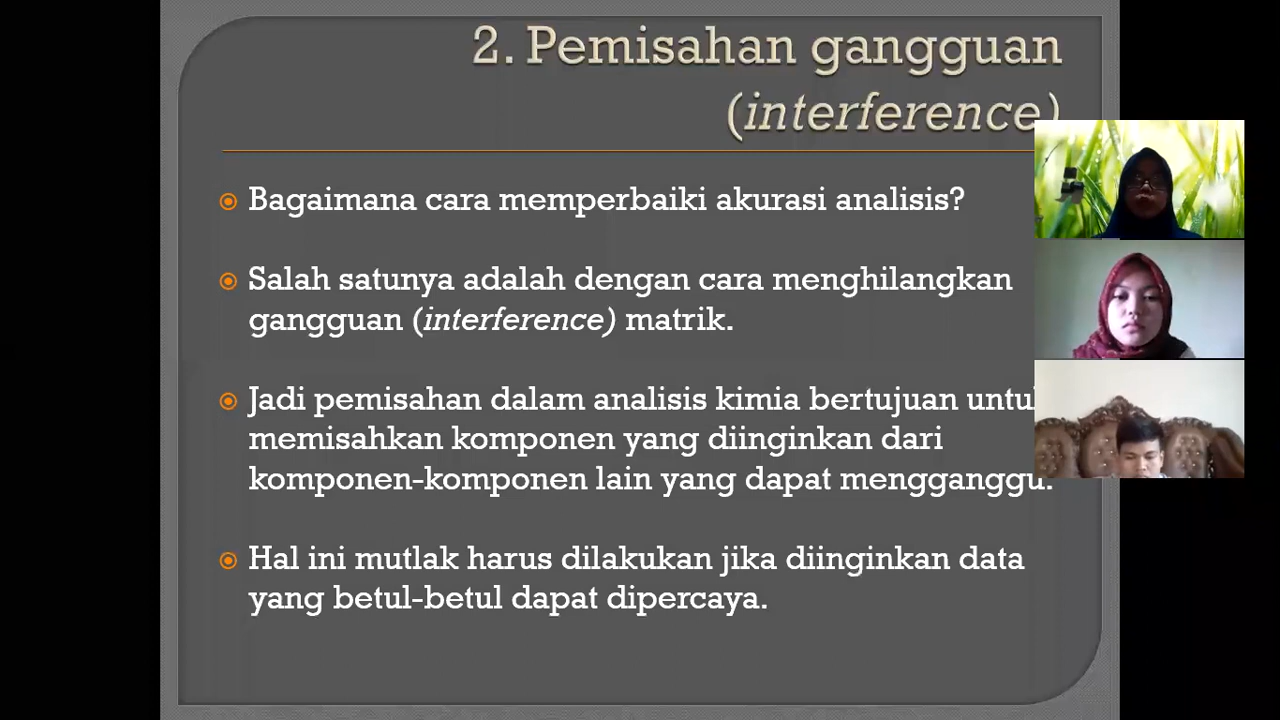 2. Pemisahan gangguan
(interference)
Bagaimana cara memperbaiki akurasi analisis?
Salah satunya adalah dengan cara menghilangkan
gangguan (interference) matrik.
Jadi pemisahan dalam analisis kimia bertujuan
memisahkan komponen yang diinginkan dari
komponen-komponen lain yang dapat mengganggu.
Hal ini mutlak harus dilakukan jika diinginkan data
yang betul-betul dapat dipercaya.